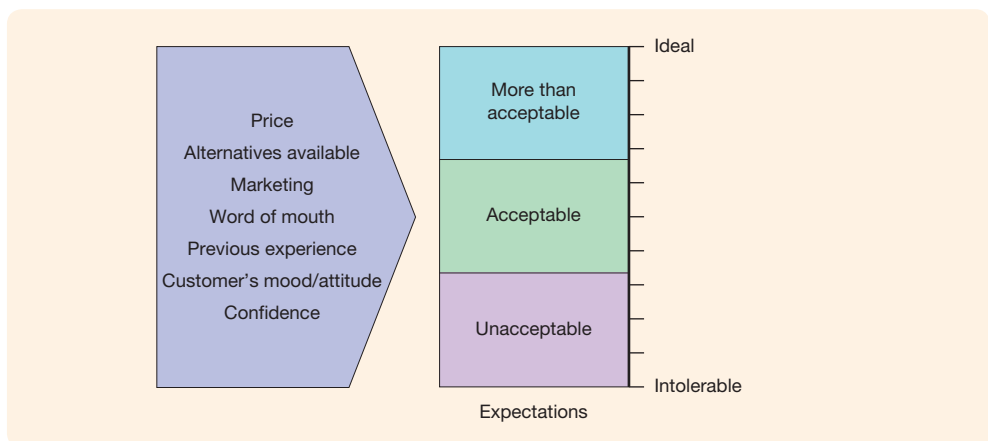 Price
Alternatives available
Marketing
Word of mouth
Previous experience
Customer's mood/attitude
Confidence
More than
acceptable
Acceptable
Unacceptable
Expectations
Ideal
Intolerable